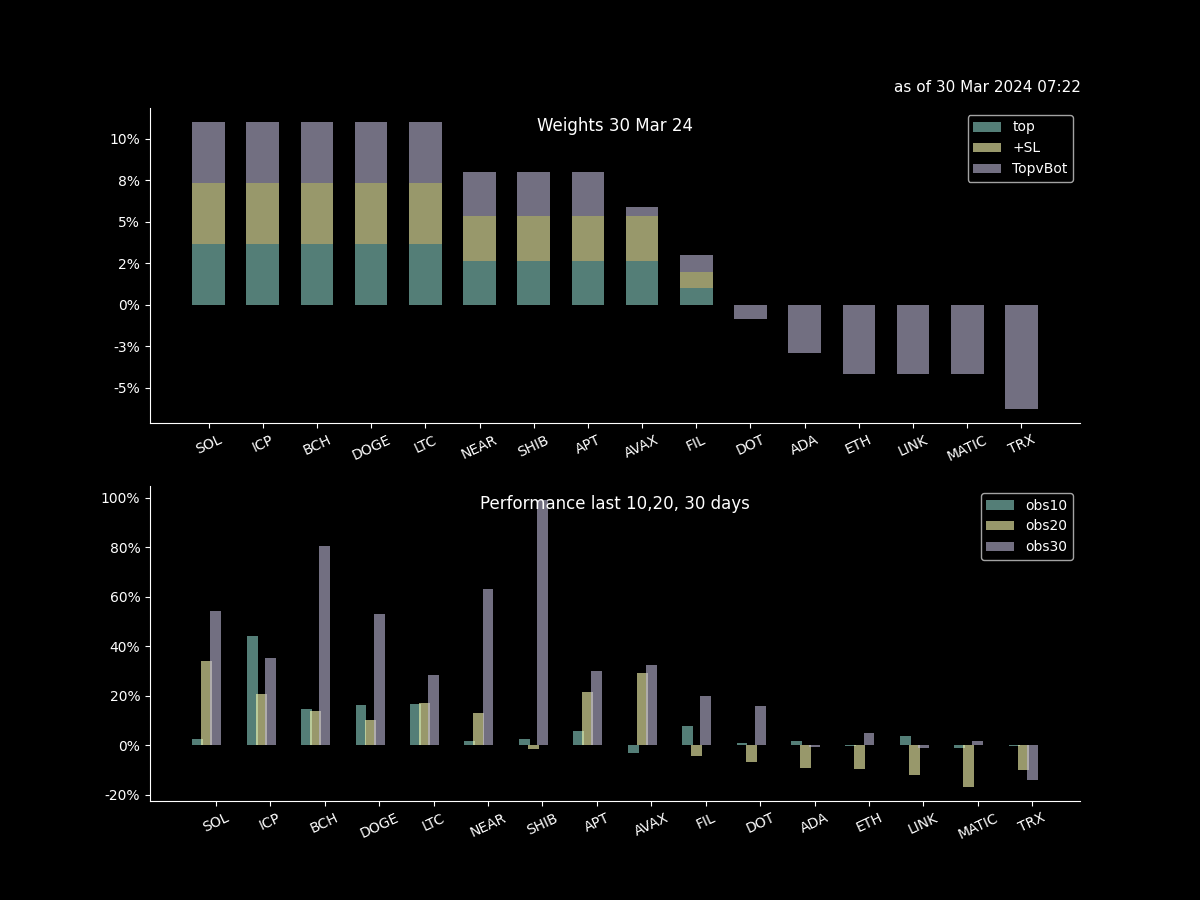 as of 30 Mar 2024 07:22
Weights 30 Mar 24
top
+SL
TopvBot
10%
8%
5%
2%
0%
-3%
-5%
SOL ICP BCH DOGE LTC NEAR SHIB APT AVAX FIL DOT ADA ETH LINK MATIC TRX
Performance last 10,20, 30 days
obs10
obs20
obs30
100%
80%
60%
40%
20%
0%
-20%
SOL ICP BCH DOGE LTC NEAR SHIB APT AVAX FIL DOT ADA ETH LINK MATIC TRX